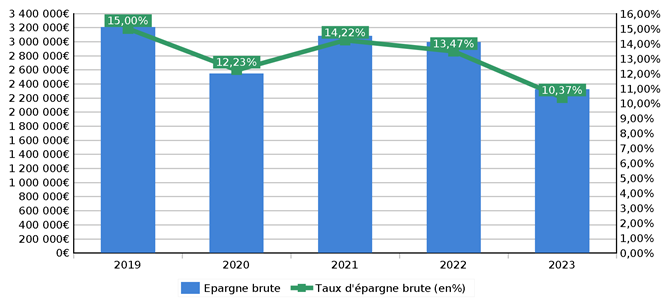 3 400 000€
3 200 000€
3 000 000€
2 800 000€
2 600 000€
2 400 000€
2 200 000€
2 000 000€
1 800 000€
1 600 000€
1 400 000€
1 200 000€
1 000 000€
800 000€
600 000€
400 000€
200 000€
0€
15,00%
12,23%
14,22%
13,47%
10,37%
16,00%
15,00%
14,00%
13,00%
12,00%
11,00%
10,00%
9,00%
8,00%
7,00%
6,00%
5,00%
4,00%
3,00%
2,00%
1,00%
0,00%
2019 2020 2021 2022 2023
Epargne brute Taux d'épargne brute (en%)